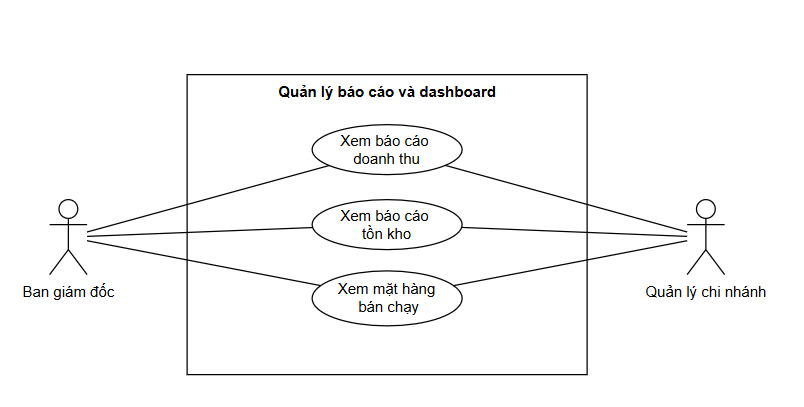 Quản lý báo cáo và dashboard
Xem báo cáo
doanh thu
Xem báo cáo
tồn kho
Xem mặt hàng
bán chạy
Ban giám đốc
Quản lý chi nhánh